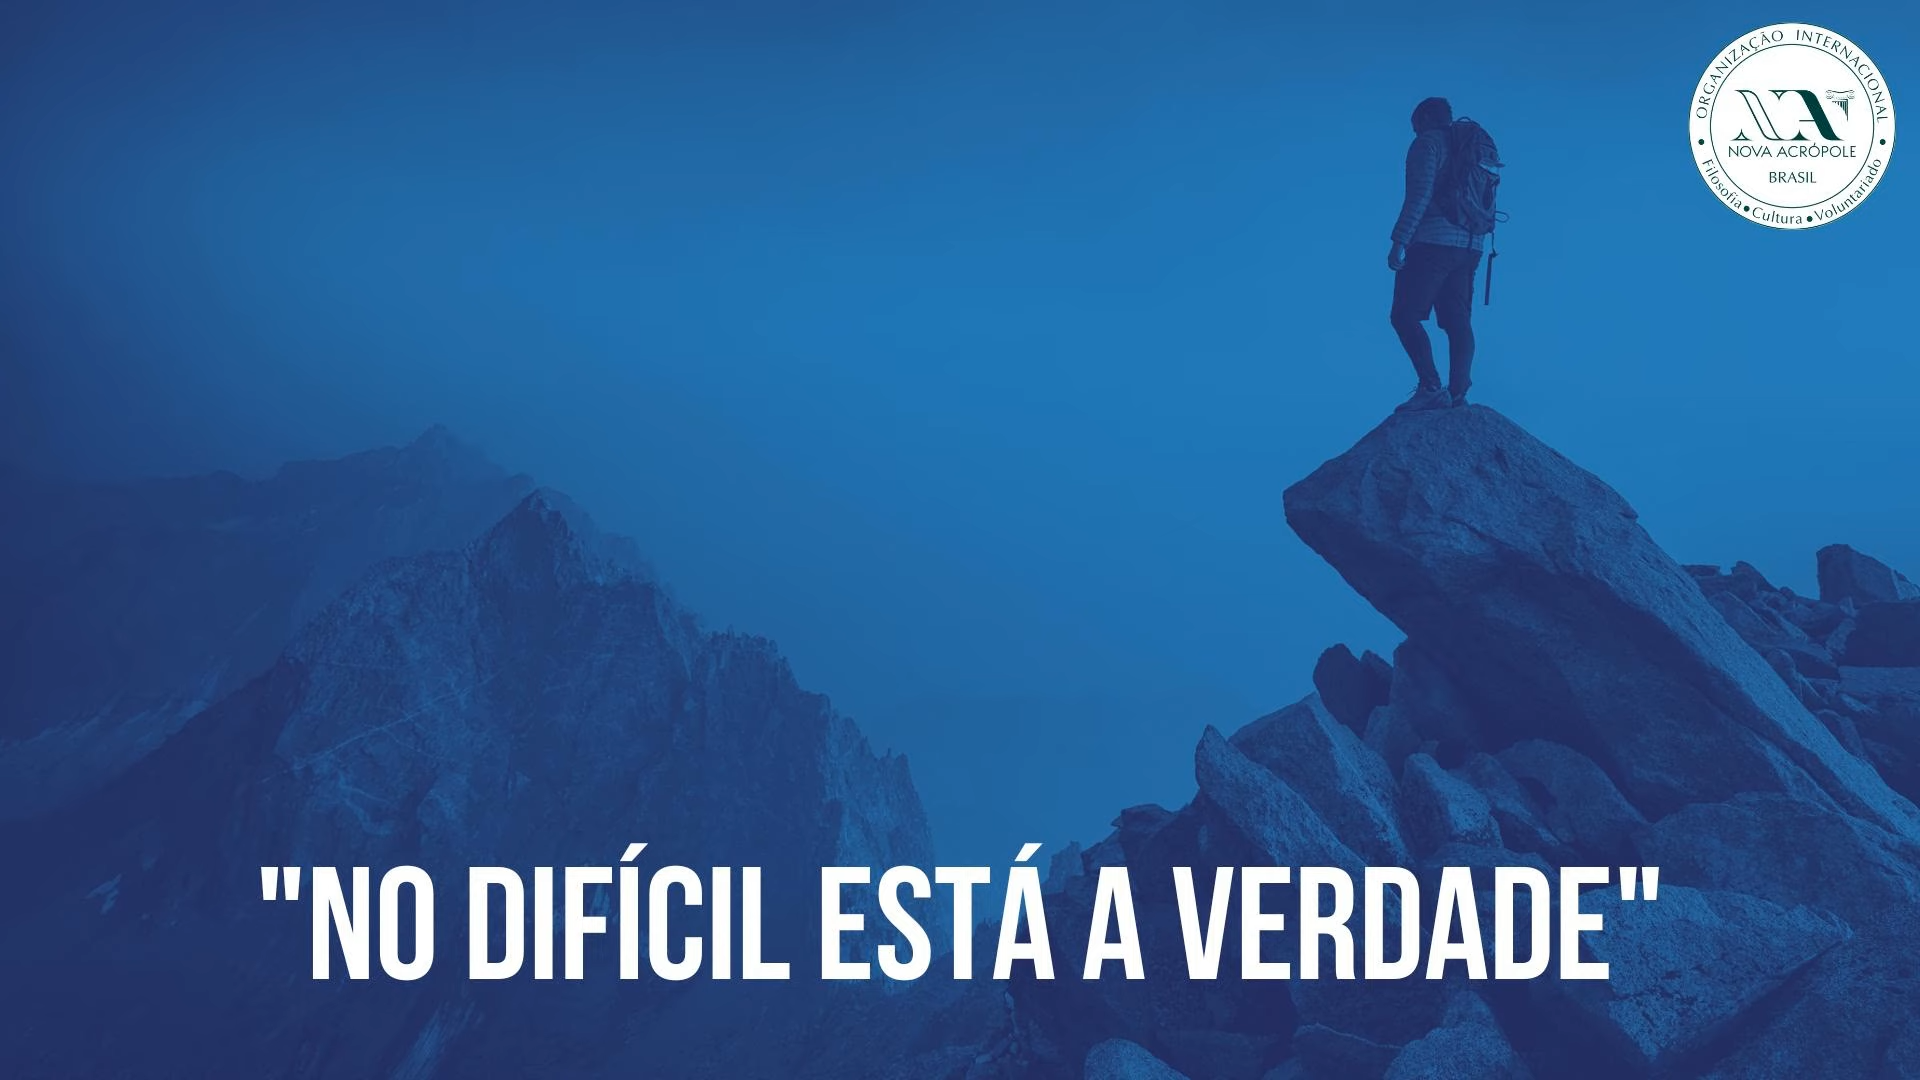 ORGANIZAÇÃO INTERNACIONAL
NA
NOVA ACRÓPOLE
BRASIL
Filosofia • Cultura • Voluntariado
"NO DIFÍCIL ESTÁ A VERDADE"